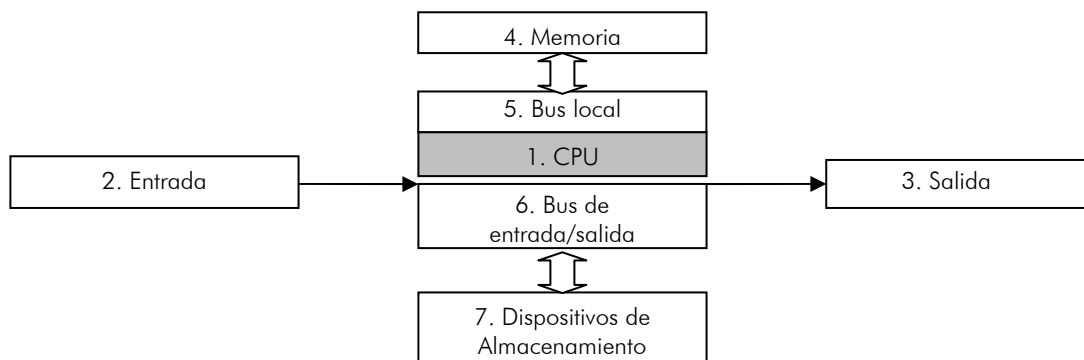 4. Memoria
5. Bus local
1. CPU
2. Entrada
3. Salida
6. Bus de
entrada/salida
7. Dispositivos de
Almacenamiento